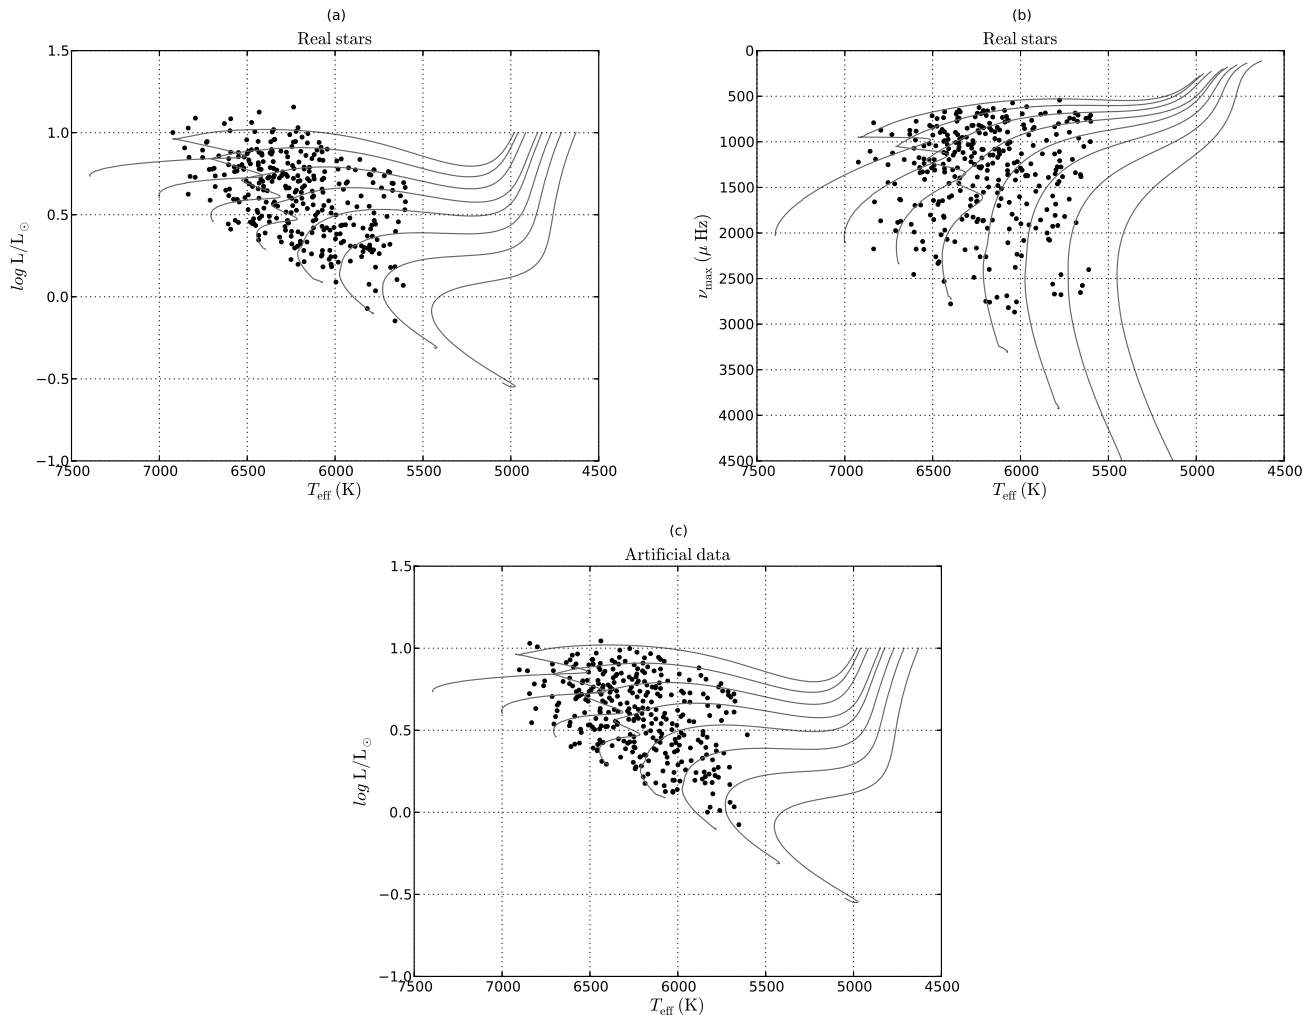 (a)
Real stars
1.5
1.0
0.5
0.0
−0.5
−1.0
log L/L⊙
7500 7000 6500 6000 5500 5000 4500
Teff (K)
(b)
Real stars
0
500
1000
1500
2000
2500
3000
3500
4000
4500
νmax (μ Hz)
7500 7000 6500 6000 5500 5000 4500
Teff (K)
(c)
Artificial data
1.5
1.0
0.5
0.0
−0.5
−1.0
log L/L⊙
7500 7000 6500 6000 5500 5000 4500
Teff (K)